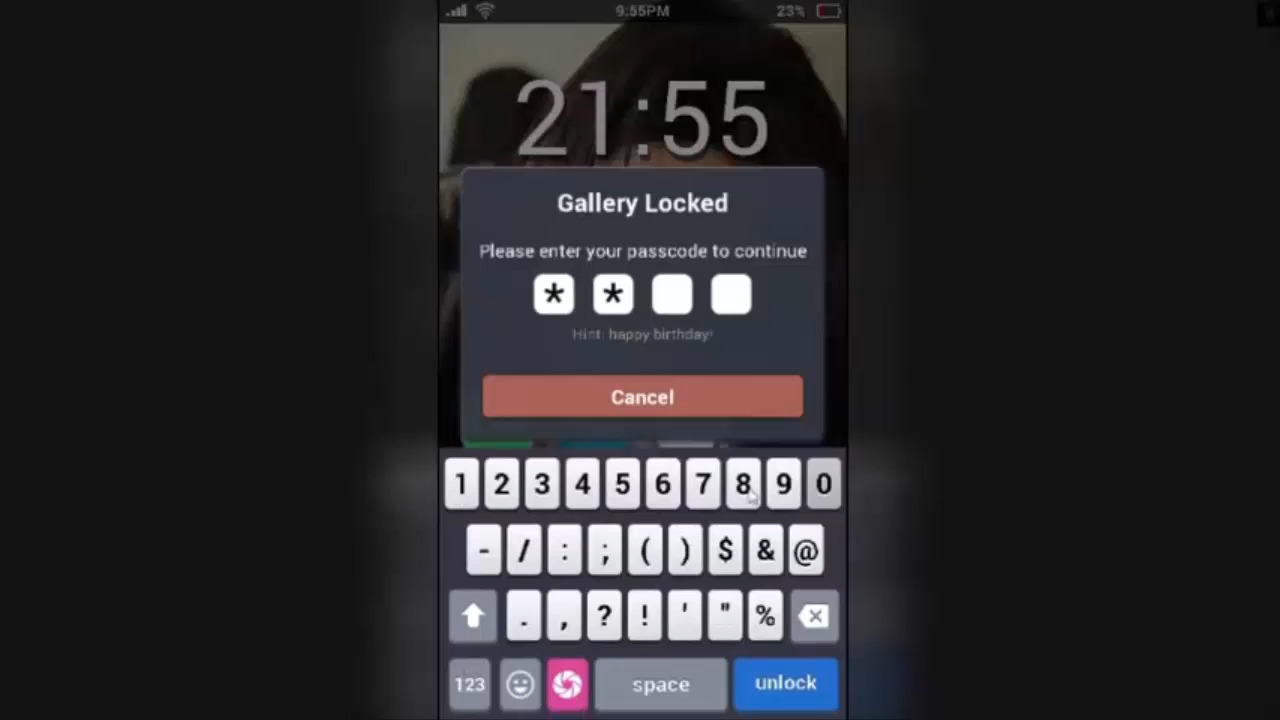 9:55PM 23%
21:55
Gallery Locked
Please enter your passcode to continue
* *
Hint: happy birthday!
Cancel
1 2 3 4 5 6 7 8 9 0
- / : ; ( ) $ & @
. , ? ! ' " %
123 space unlock